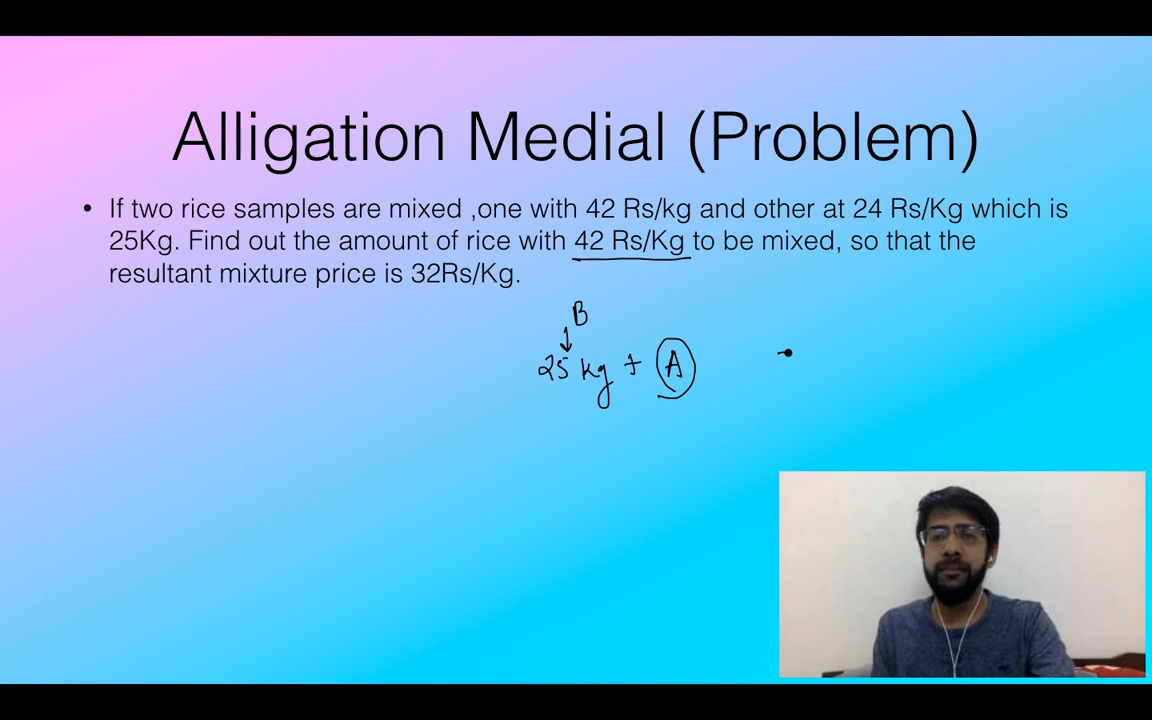 Alligation Medial (Problem)
• If two rice samples are mixed ,one with 42 Rs/kg and other at 24 Rs/Kg which is
25Kg. Find out the amount of rice with 42 Rs/Kg to be mixed, so that the
resultant mixture price is 32Rs/Kg.
B
25 kg + A